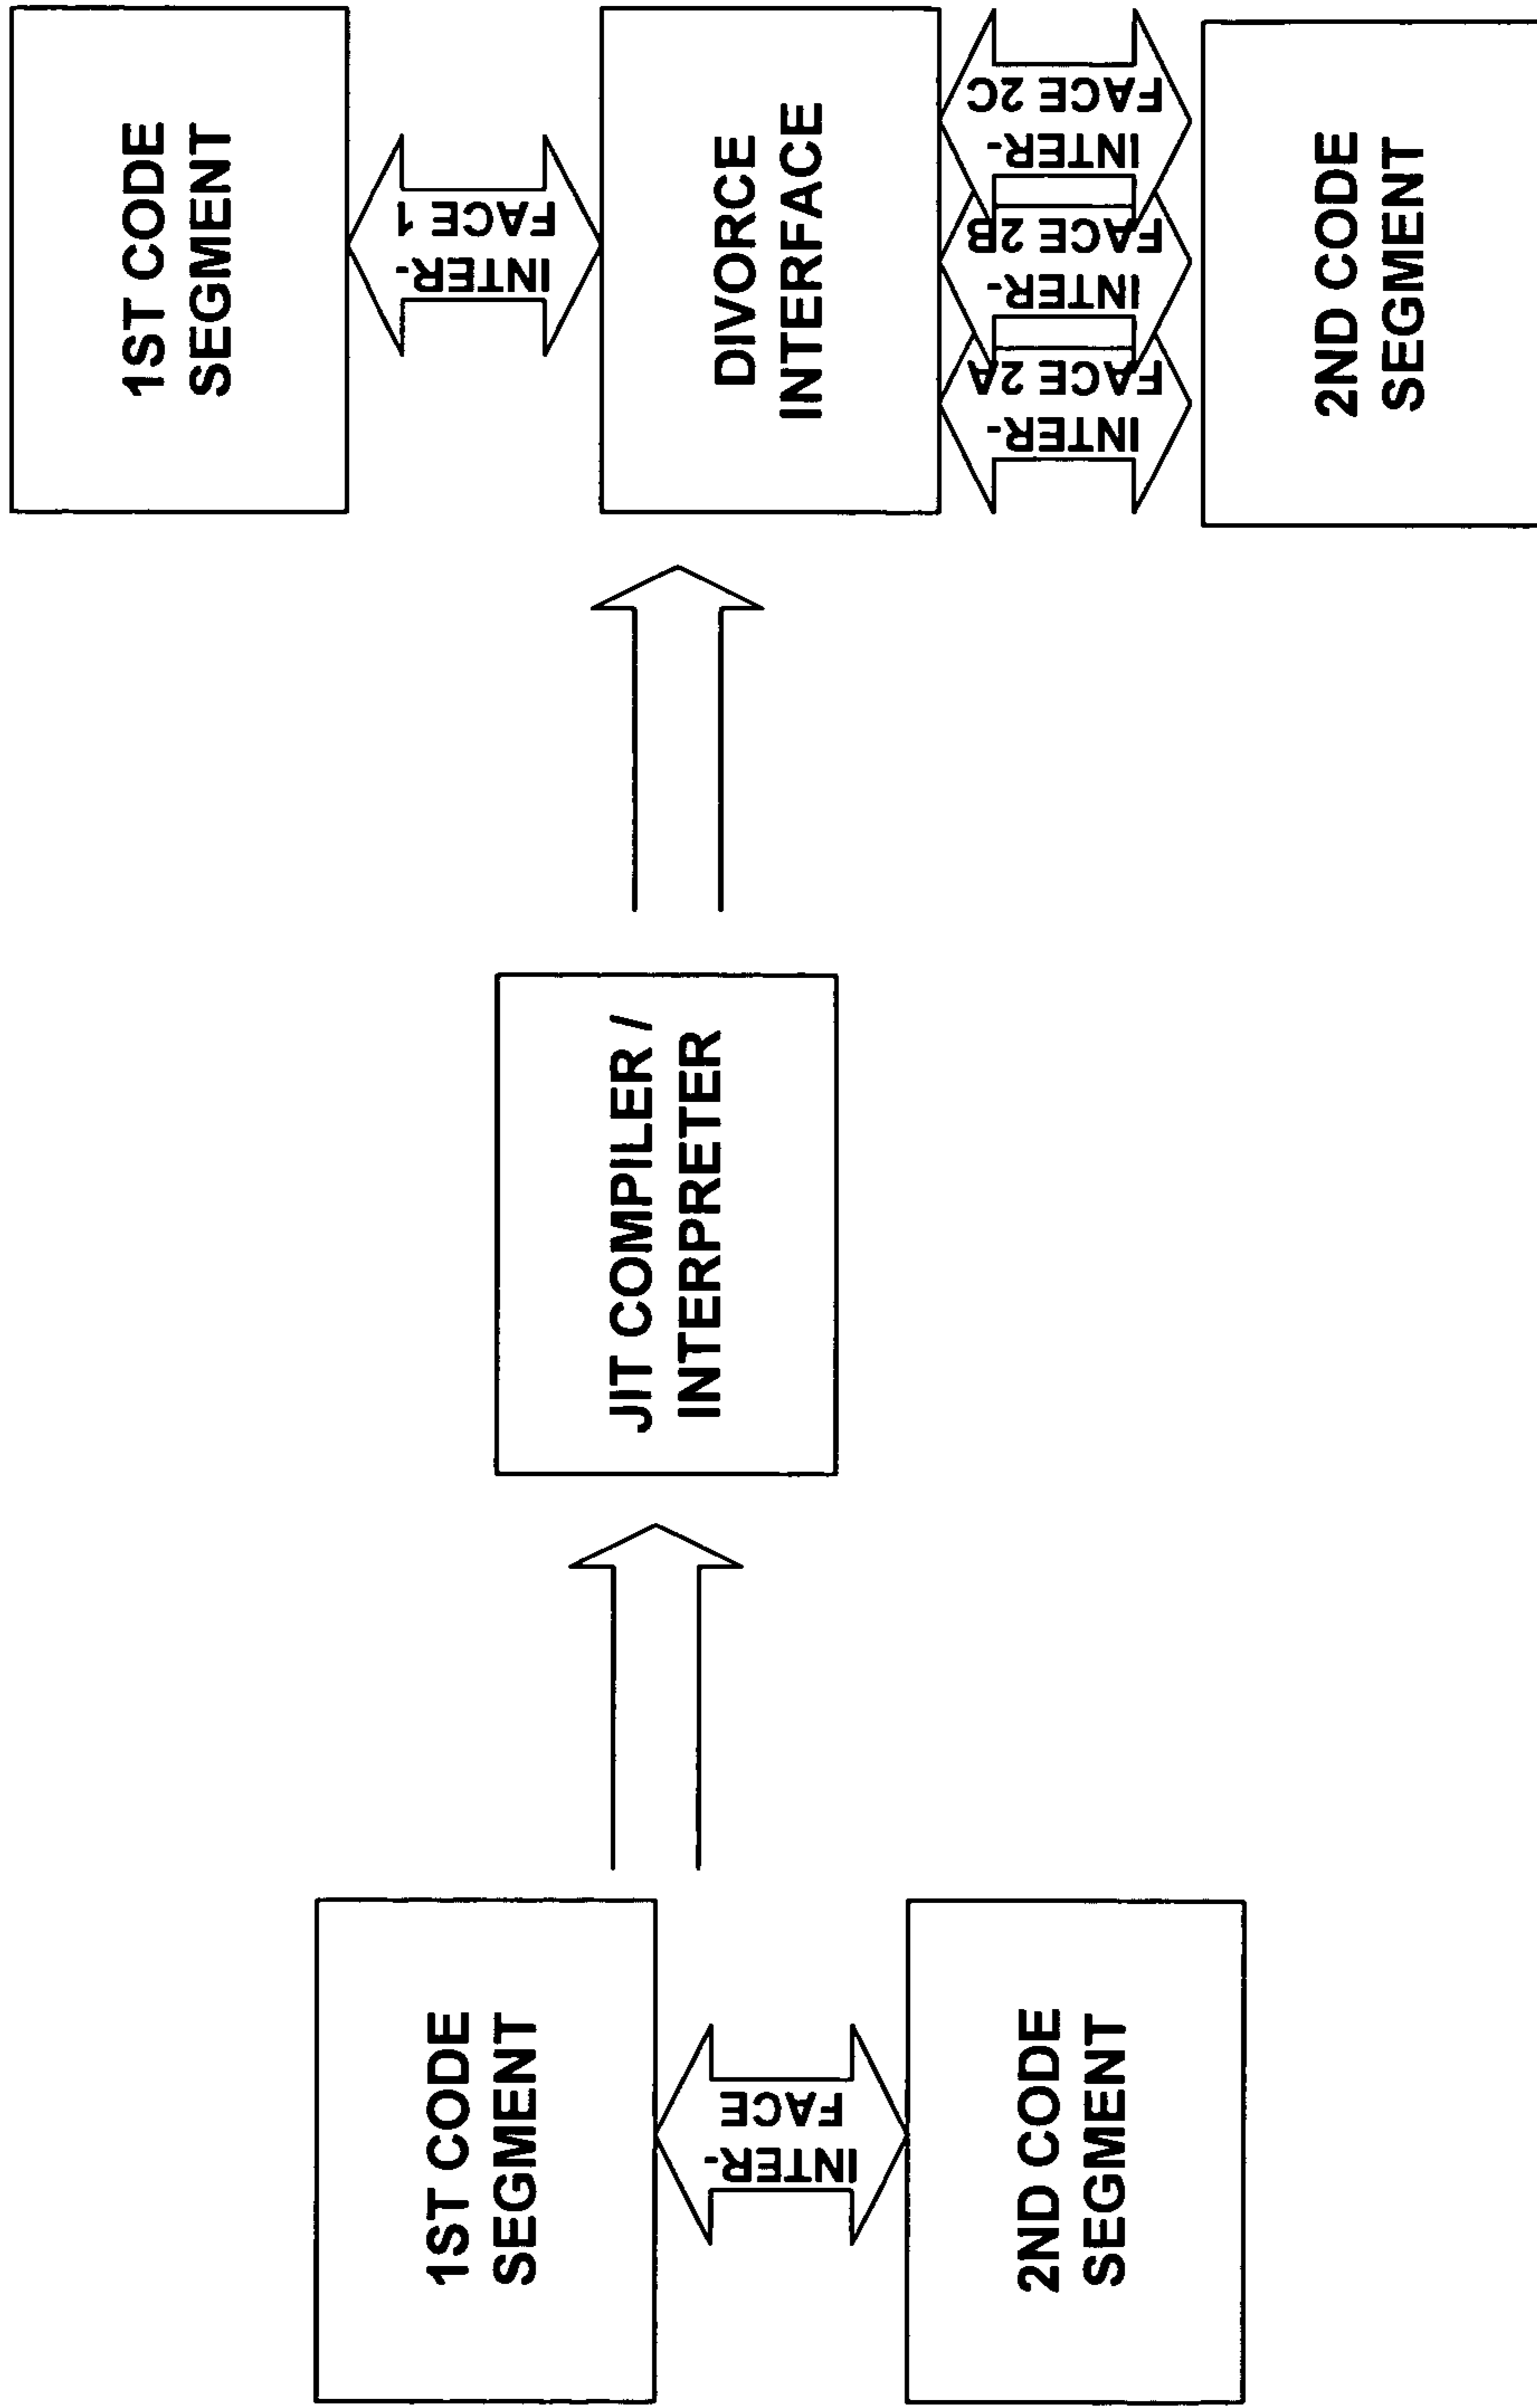 1ST CODE
SEGMENT
INTER-
FACE
2ND CODE
SEGMENT
JIT COMPILER /
INTERPRETER
1ST CODE
SEGMENT
INTER-
FACE 1
DIVORCE
INTERFACE
INTER-
FACE 2A
INTER-
FACE 2B
INTER-
FACE 2C
2ND CODE
SEGMENT